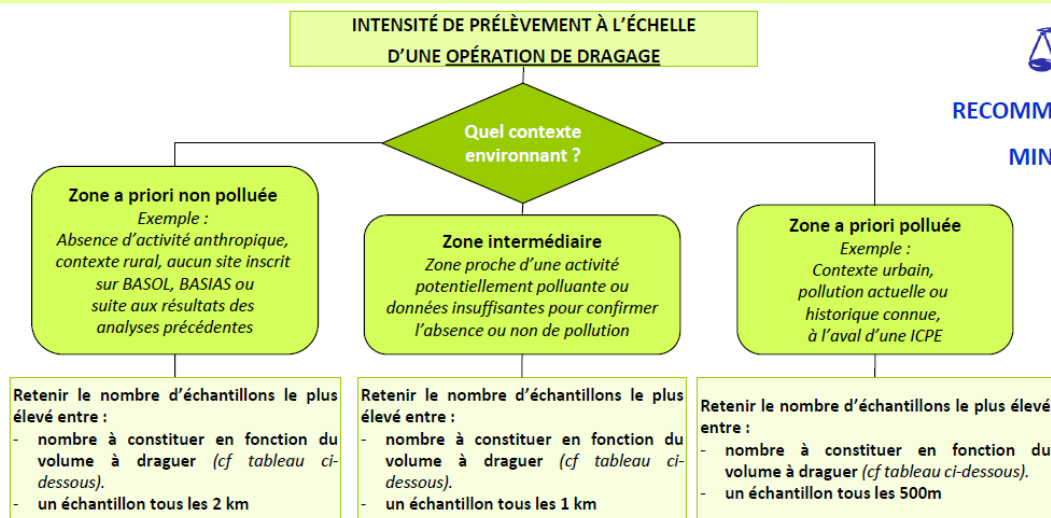 INTENSITÉ DE PRÉLÈVEMENT À L'ÉCHELLE
D'UNE OPÉRATION DE DRAGAGE
Quel contexte
environnant ?
Zone a priori non polluée
Exemple :
Absence d'activité anthropique,
contexte rural, aucun site inscrit
sur BASOL, BASIAS ou
suite aux résultats des
analyses précédentes
Zone intermédiaire
Zone proche d'une activité
potentiellement polluante ou
données insuffisantes pour confirmer
l'absence ou non de pollution
Zone a priori polluée
Exemple :
Contexte urbain,
pollution actuelle ou
historique connue,
à l'aval d'une ICPE
Retenir le nombre d'échantillons le plus
élevé entre :
- nombre à constituer en fonction du
volume à draguer (cf tableau ci-
dessous).
- un échantillon tous les 2 km
Retenir le nombre d'échantillons le plus
élevé entre :
- nombre à constituer en fonction du
volume à draguer (cf tableau ci-
dessous).
- un échantillon tous les 1 km
Retenir le nombre d'échantillons le plus élevé
entre :
- nombre à constituer en fonction du
volume à draguer (cf tableau ci-dessous).
- un échantillon tous les 500m
RECOMM
MIN